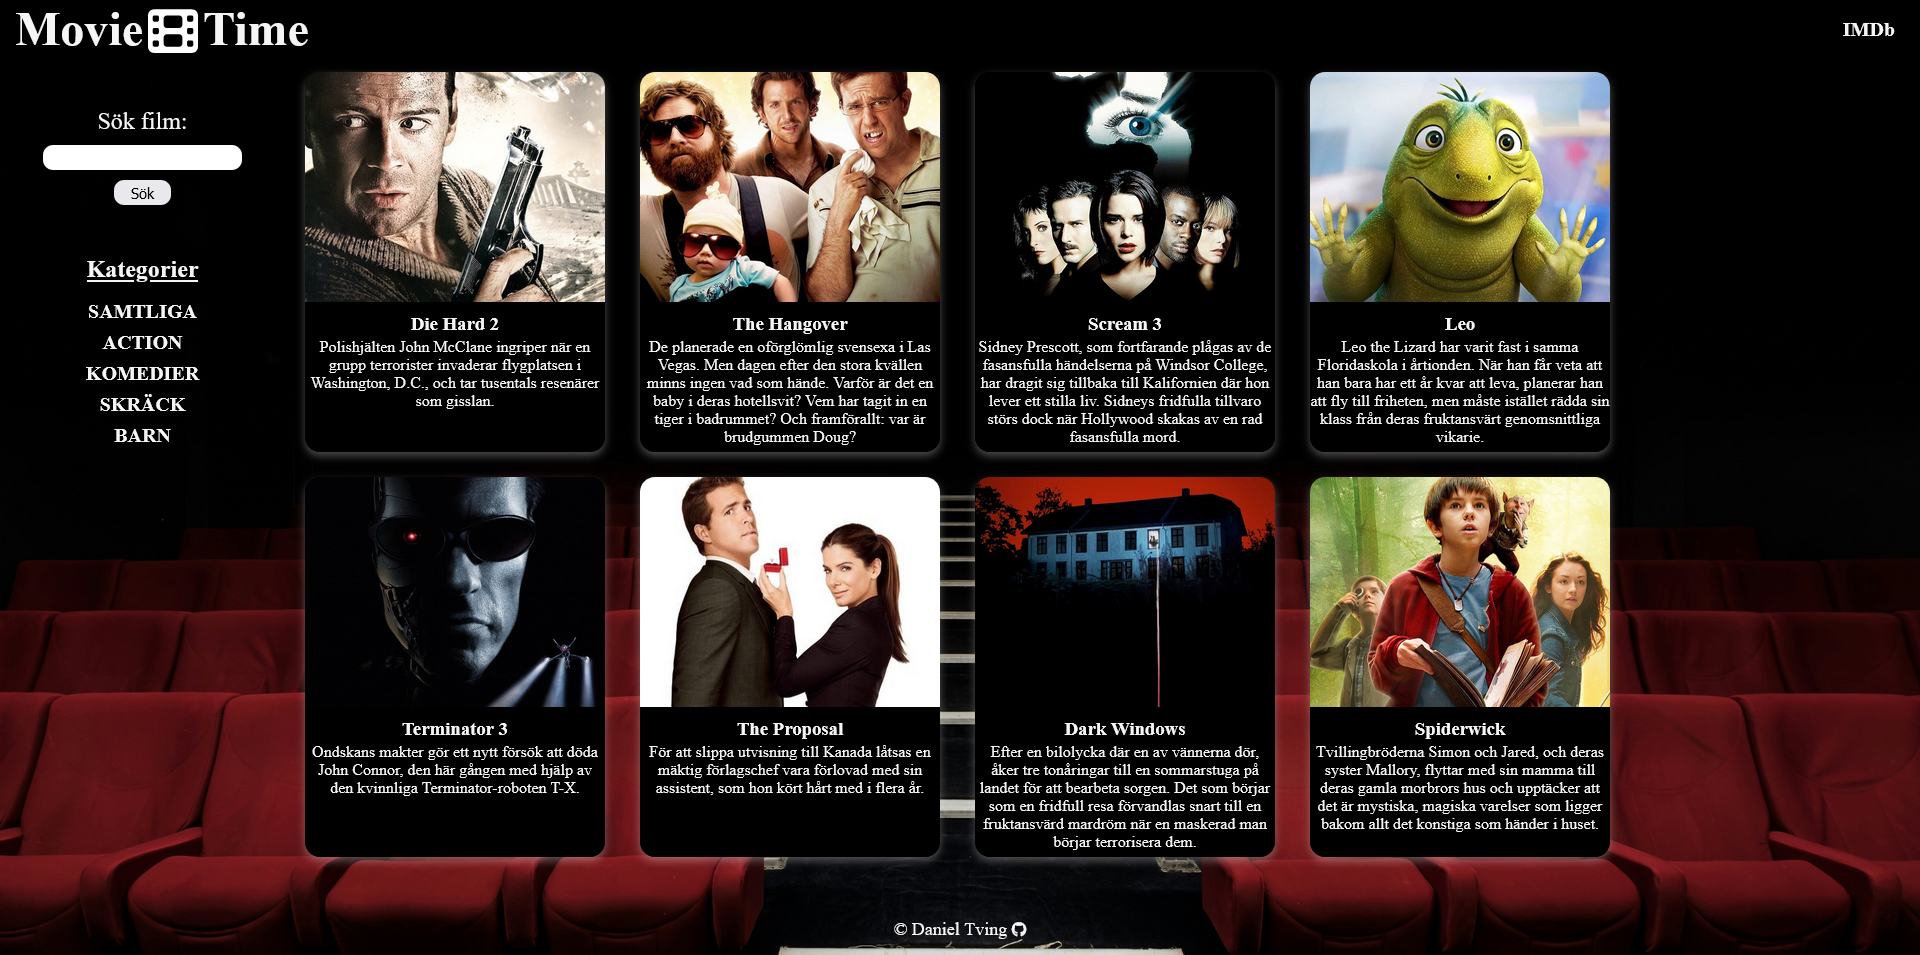 Movie Time
IMDb
Sök film:
Sök
Kategorier
SAMTLIGA
ACTION
KOMEDIER
SKRÄCK
BARN
Die Hard 2
Polishjälten John McClane ingriper när en
grupp terrorister invaderar flygplatsen i
Washington, D.C., och tar tusentals resenärer
som gisslan.
The Hangover
De planerade en oförglömlig svensexa i Las
Vegas. Men dagen efter den stora kvällen
minns ingen vad som hände. Varför är det en
baby i deras hotellsvit? Vem har tagit in en
tiger i badrummet? Och framförallt: var är
brudgummen Doug?
Scream 3
Sidney Prescott, som fortfarande plågas av de
fasansfulla händelserna på Windsor College,
har dragit sig tillbaka till Kalifornien där hon
lever ett stilla liv. Sidneys fridfulla tillvaro
störs dock när Hollywood skakas av en rad
fasansfulla mord.
Leo
Leo the Lizard har varit fast i samma
Floridaskola i årtionden. När han får veta att
han bara har ett år kvar att leva, planerar han
att fly till friheten, men måste istället rädda sin
klass från deras fruktansvärt genomsnittliga
vikarie.
Terminator 3
Ondskans makter gör ett nytt försök att döda
John Connor, den här gången med hjälp av
den kvinnliga Terminator-roboten T-X.
The Proposal
För att slippa utvisning till Kanada låtsas en
mäktig förlagschef vara förlovad med sin
assistent, som hon kört hårt med i flera år.
Dark Windows
Efter en bilolycka där en av vännerna dör,
åker tre tonåringar till en sommarstuga på
landet för att bearbeta sorgen. Det som börjar
som en fridfull resa förvandlas snart till en
fruktansvärd mardröm när en maskerad man
börjar terrorisera dem.
Spiderwick
Tvillingbröderna Simon och Jared, och deras
syster Mallory, flyttar med sin mamma till
deras gamla morbrors hus och upptäcker att
det är mystiska, magiska varelser som ligger
bakom allt det konstiga som händer i huset.
© Daniel Tving